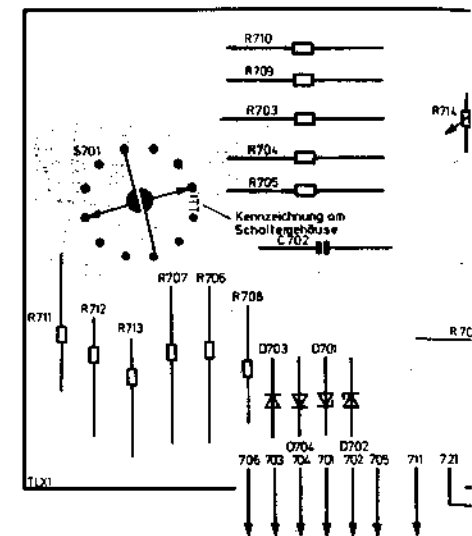 R710
R709
R703
R714
S701
R704
R705
Kennzeichnung am
Schaltergehäuse
C702
R707 R706
R708
R711
R712
R713
R70
D703 D701
D704 D702
706 703 704 701 702 705 711 721
TLX1